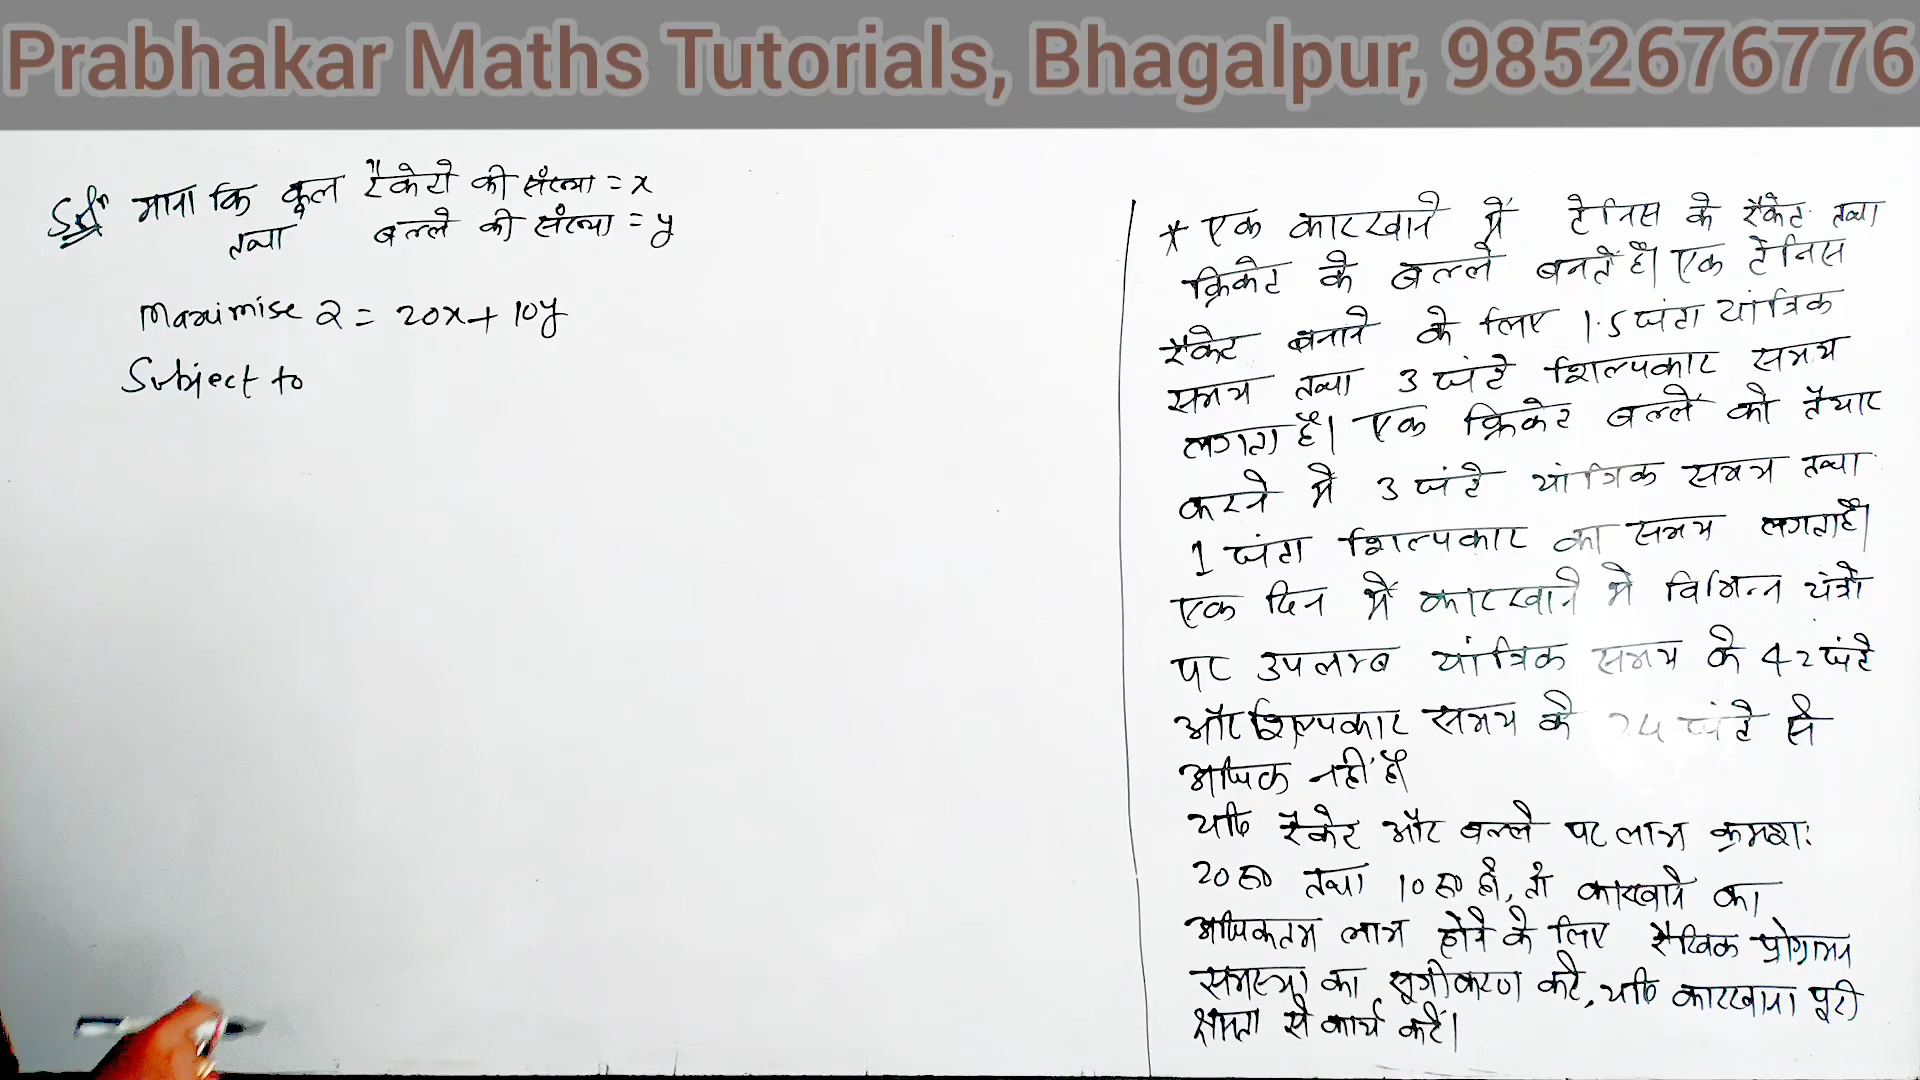 Prabhakar Maths Tutorials, Bhagalpur, 9852676776
Solⁿ माना कि कुल रैकेटो की संख्या = x
तथा बल्ले की संख्या = y
Maximise Z = 20x + 10y
Subject to
* एक कारखाने में टेनिस के रैकेट तथा
क्रिकेट के बल्ले बनते हैं। एक टेनिस
रैकेट बनाने के लिए 1.5 घंटा यांत्रिक
समय तथा 3 घंटे शिल्पकार समय
लगता है। एक क्रिकेट बल्ले को तैयार
करने में 3 घंटे यांत्रिक समय तथा
1 घंटा शिल्पकार का समय लगता है।
एक दिन में कारखाने में विभिन्न यंत्रो
पर उपलब्ध यांत्रिक समय के 42 घंटे
और शिल्पकार समय के 24 घंटे से
अधिक नहीं है।
यदि रैकेट और बल्ले पर लाभ क्रमशः
20 रु० तथा 10 रु० हो, तो कारखाने का
अधिकतम लाभ होने के लिए रैखिक प्रोग्रामन
समस्या का सूत्रीकरण करे, यदि कारखाना पूरी
क्षमता से कार्य करें।